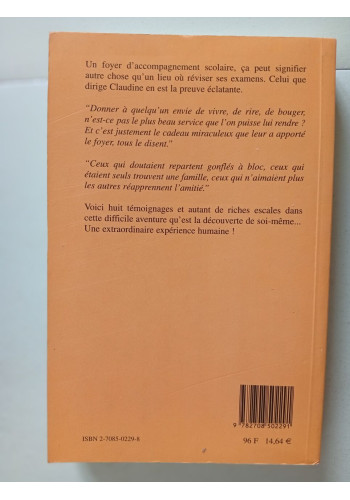 Un foyer d'accompagnement scolaire, ça peut signifier
autre chose qu'un lieu où réviser ses examens. Celui que
dirige Claudine en est la preuve éclatante.
"Donner à quelqu'un envie de vivre, de rire, de bouger,
n'est-ce pas le plus beau service que l'on puisse lui rendre ?
Et c'est justement le cadeau miraculeux que leur a apporté
le foyer, tous le disent."
"Ceux qui doutaient repartent gonflés à bloc, ceux qui
étaient seuls trouvent une famille, ceux qui n'aimaient plus
les autres réapprennent l'amitié."
Voici huit témoignages et autant de riches escales dans
cette difficile aventure qu'est la découverte de soi-même...
Une extraordinaire expérience humaine !
9 782708 502291
ISBN 2-7085-0229-8
96 F 14,64 €